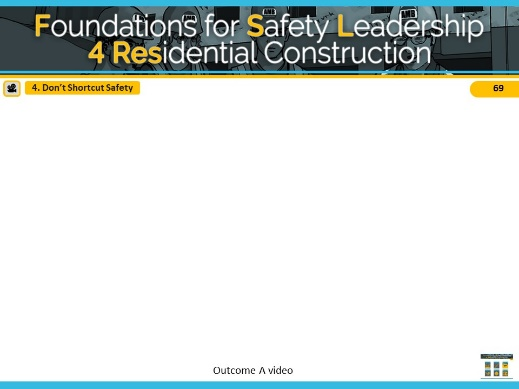 Foundations for Safety Leadership
4 Residential Construction
4. Don't Shortcut Safety
69
Outcome A video